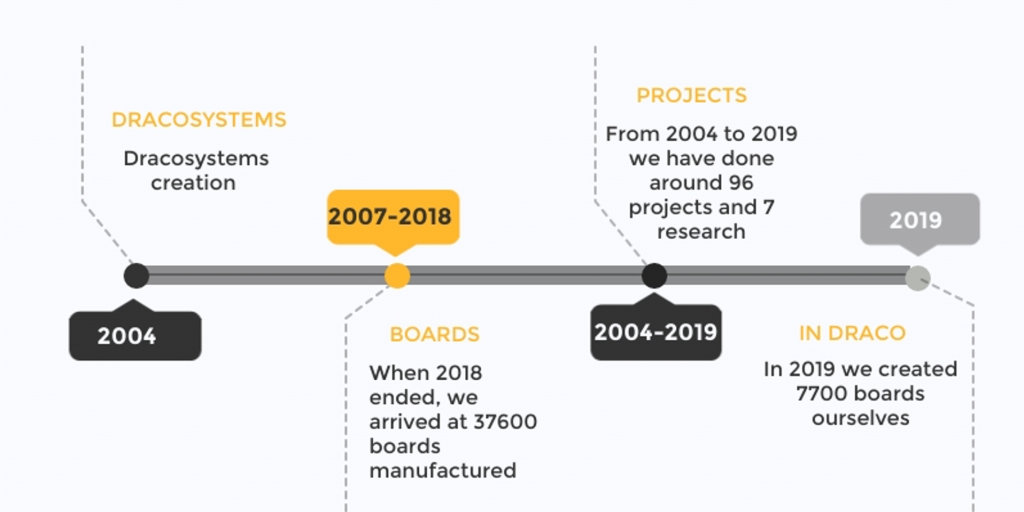 DRACOSYSTEMS
Dracosystems
creation
2004
2007-2018
BOARDS
When 2018
ended, we
arrived at 37600
boards
manufactured
PROJECTS
From 2004 to 2019
we have done
around 96
projects and 7
research
2004-2019
2019
IN DRACO
In 2019 we created
7700 boards
ourselves